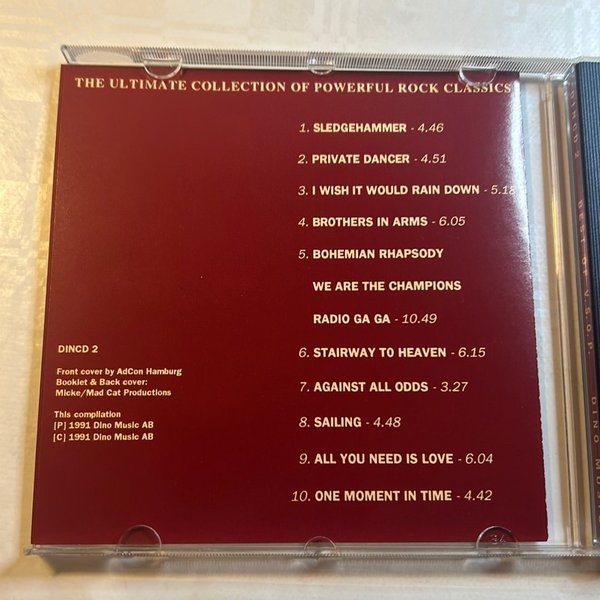 THE ULTIMATE COLLECTION OF POWERFUL ROCK CLASSICS
1. SLEDGEHAMMER - 4.46
2. PRIVATE DANCER - 4.51
3. I WISH IT WOULD RAIN DOWN - 5.18
4. BROTHERS IN ARMS - 6.05
5. BOHEMIAN RHAPSODY
WE ARE THE CHAMPIONS
RADIO GA GA - 10.49
6. STAIRWAY TO HEAVEN - 6.15
7. AGAINST ALL ODDS - 3.27
8. SAILING - 4.48
9. ALL YOU NEED IS LOVE - 6.04
10. ONE MOMENT IN TIME - 4.42
DINCD 2
Front cover by AdCon Hamburg
Booklet & Back cover:
Micke/Mad Cat Productions
This compilation
[P] 1991 Dino Music AB
[C] 1991 Dino Music AB
DINCD 2 BEST OF V.S.O.P. DINO